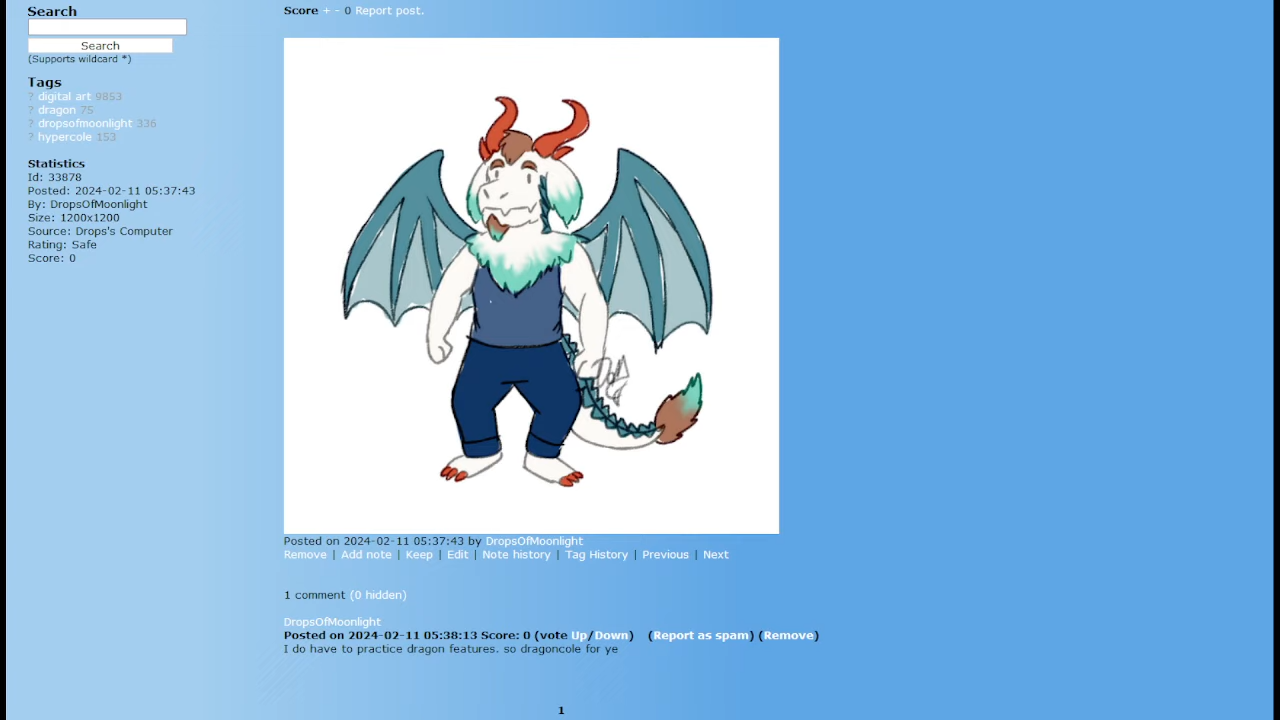 Search
Search
(Supports wildcard *)
Tags
? digital art 9853
? dragon 75
? dropsofmoonlight 336
? hypercole 153
Statistics
Id: 33878
Posted: 2024-02-11 05:37:43
By: DropsOfMoonlight
Size: 1200x1200
Source: Drops's Computer
Rating: Safe
Score: 0
Score + - 0 Report post.
Posted on 2024-02-11 05:37:43 by DropsOfMoonlight
Remove | Add note | Keep | Edit | Note history | Tag History | Previous | Next
1 comment (0 hidden)
DropsOfMoonlight
Posted on 2024-02-11 05:38:13 Score: 0 (vote Up/Down) (Report as spam) (Remove)
I do have to practice dragon features. so dragoncole for ye
1